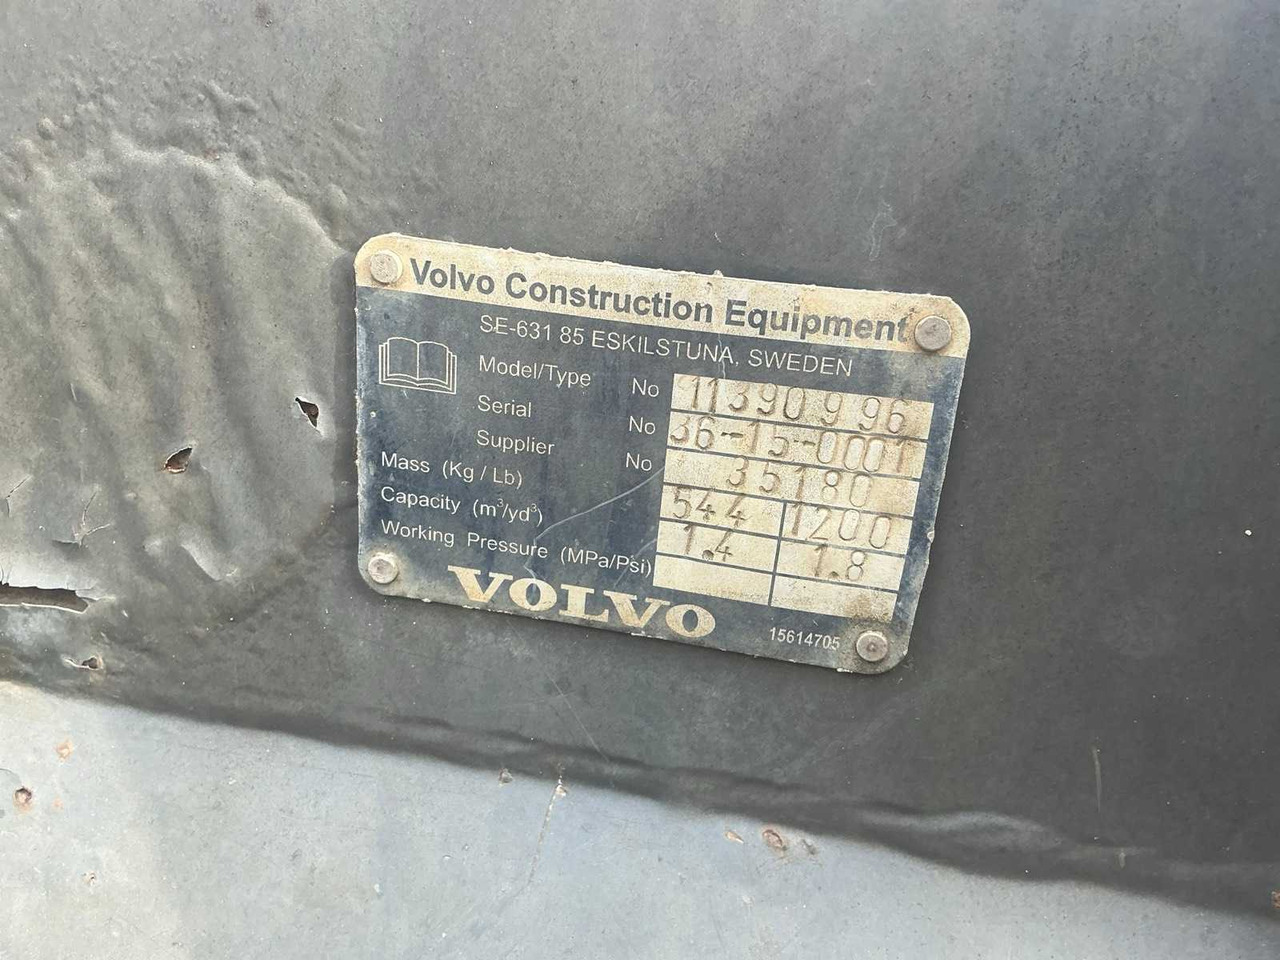 Volvo Construction Equipment
SE-631 85 ESKILSTUNA, SWEDEN
Model/Type No 11390996
Serial No 36-15-0001
Supplier No 35180
Mass (Kg / Lb) 544 1200
Capacity (m³/yd³) 1.4 1.8
Working Pressure (MPa/Psi)
VOLVO
15614705